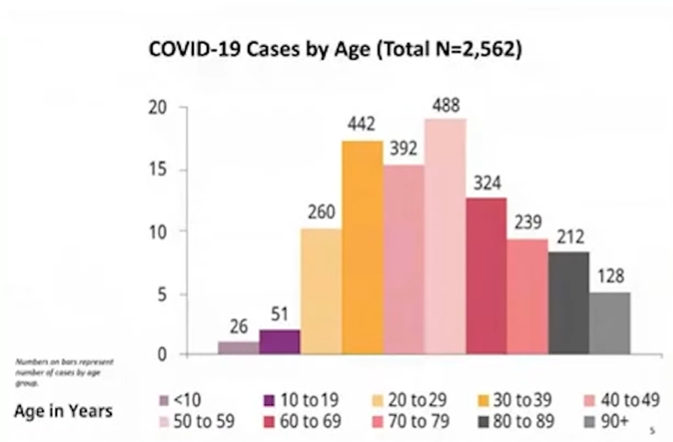 COVID-19 Cases by Age (Total N=2,562)
20
15
10
5
0
26
51
260
442
392
488
324
239
212
128
Numbers on bars represent
number of cases by age
group.
Age in Years
<10
10 to 19
20 to 29
30 to 39
40 to 49
50 to 59
60 to 69
70 to 79
80 to 89
90+
5